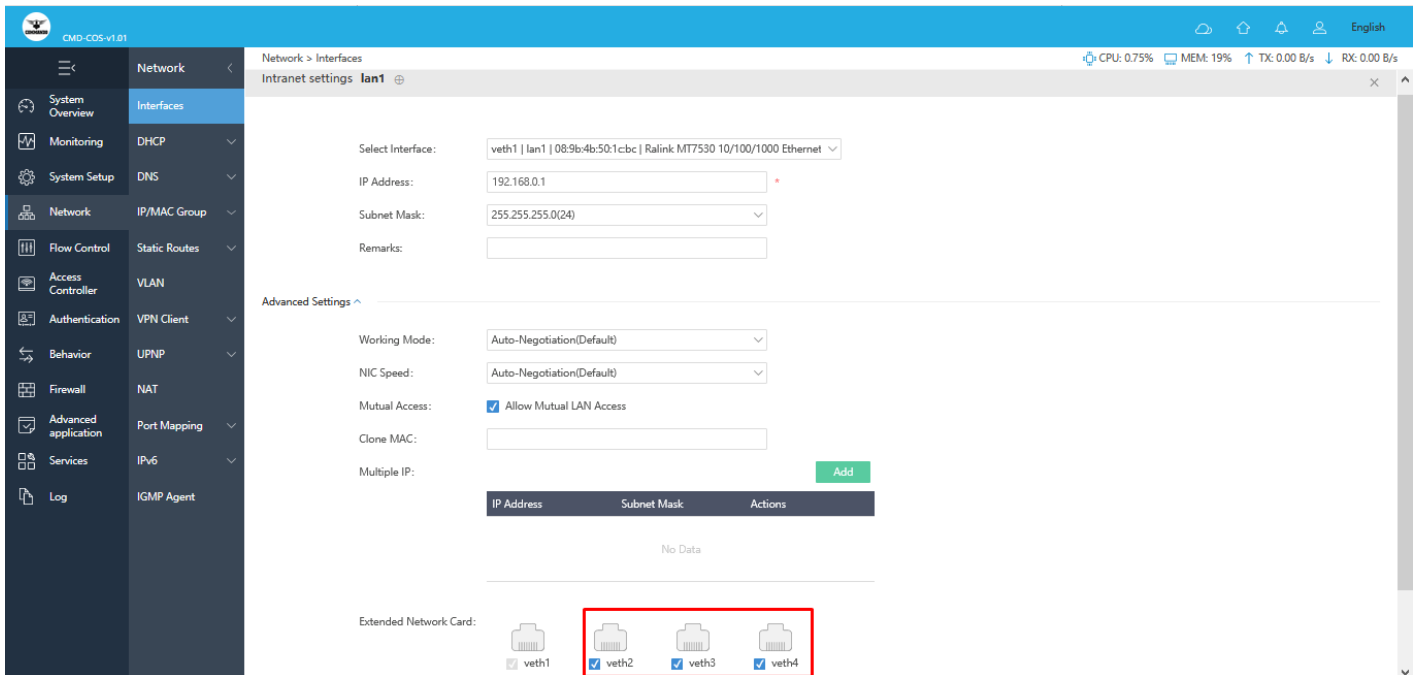 COMMANDO
CMD-COS-v1.01
English
Network
Network > Interfaces
CPU: 0.75% MEM: 19% TX: 0.00 B/s RX: 0.00 B/s
Intranet settings lan1
System Overview
Monitoring
System Setup
Network
Flow Control
Access Controller
Authentication
Behavior
Firewall
Advanced application
Services
Log
Interfaces
DHCP
DNS
IP/MAC Group
Static Routes
VLAN
VPN Client
UPNP
NAT
Port Mapping
IPv6
IGMP Agent
Select Interface: veth1 | lan1 | 08:9b:4b:50:1c:bc | Ralink MT7530 10/100/1000 Ethernet
IP Address: 192.168.0.1 *
Subnet Mask: 255.255.255.0(24)
Remarks:
Advanced Settings
Working Mode: Auto-Negotiation(Default)
NIC Speed: Auto-Negotiation(Default)
Mutual Access: Allow Mutual LAN Access
Clone MAC:
Multiple IP: Add
IP Address Subnet Mask Actions
No Data
Extended Network Card:
veth1 veth2 veth3 veth4